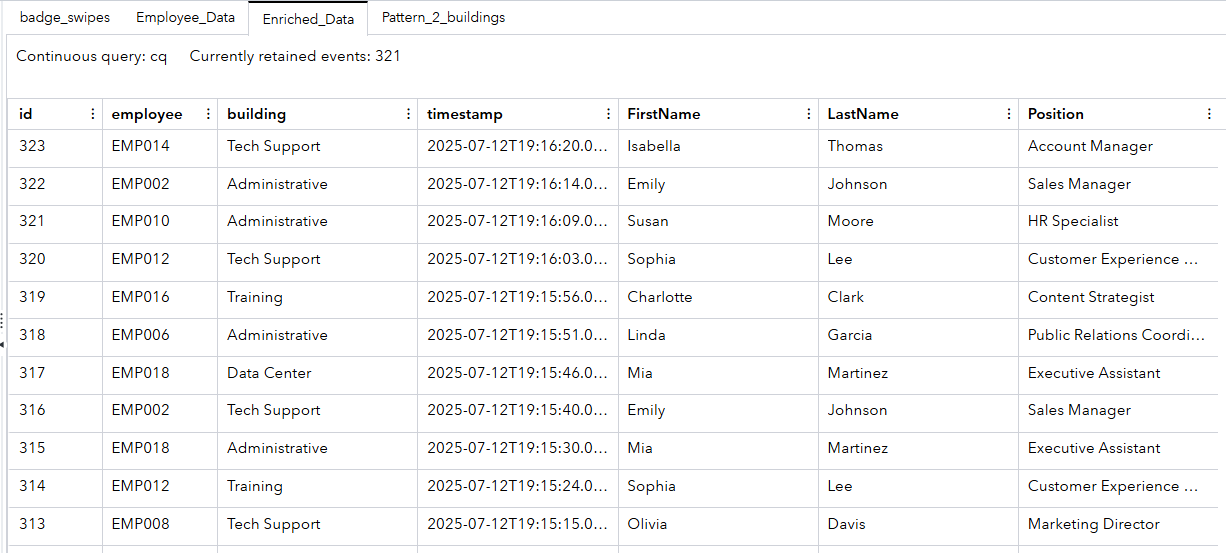 badge_swipes Employee_Data Enriched_Data Pattern_2_buildings
Continuous query: cq Currently retained events: 321
id employee building timestamp FirstName LastName Position
323 EMP014 Tech Support 2025-07-12T19:16:20.0... Isabella Thomas Account Manager
322 EMP002 Administrative 2025-07-12T19:16:14.0... Emily Johnson Sales Manager
321 EMP010 Administrative 2025-07-12T19:16:09.0... Susan Moore HR Specialist
320 EMP012 Tech Support 2025-07-12T19:16:03.0... Sophia Lee Customer Experience ...
319 EMP016 Training 2025-07-12T19:15:56.0... Charlotte Clark Content Strategist
318 EMP006 Administrative 2025-07-12T19:15:51.0... Linda Garcia Public Relations Coordi...
317 EMP018 Data Center 2025-07-12T19:15:46.0... Mia Martinez Executive Assistant
316 EMP002 Tech Support 2025-07-12T19:15:40.0... Emily Johnson Sales Manager
315 EMP018 Administrative 2025-07-12T19:15:30.0... Mia Martinez Executive Assistant
314 EMP012 Training 2025-07-12T19:15:24.0... Sophia Lee Customer Experience ...
313 EMP008 Tech Support 2025-07-12T19:15:15.0... Olivia Davis Marketing Director